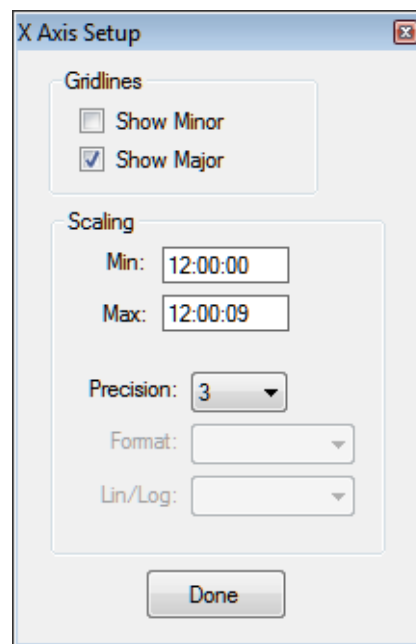 X Axis Setup
Gridlines
Show Minor
Show Major
Scaling
Min: 12:00:00
Max: 12:00:09
Precision: 3
Format:
Lin/Log:
Done